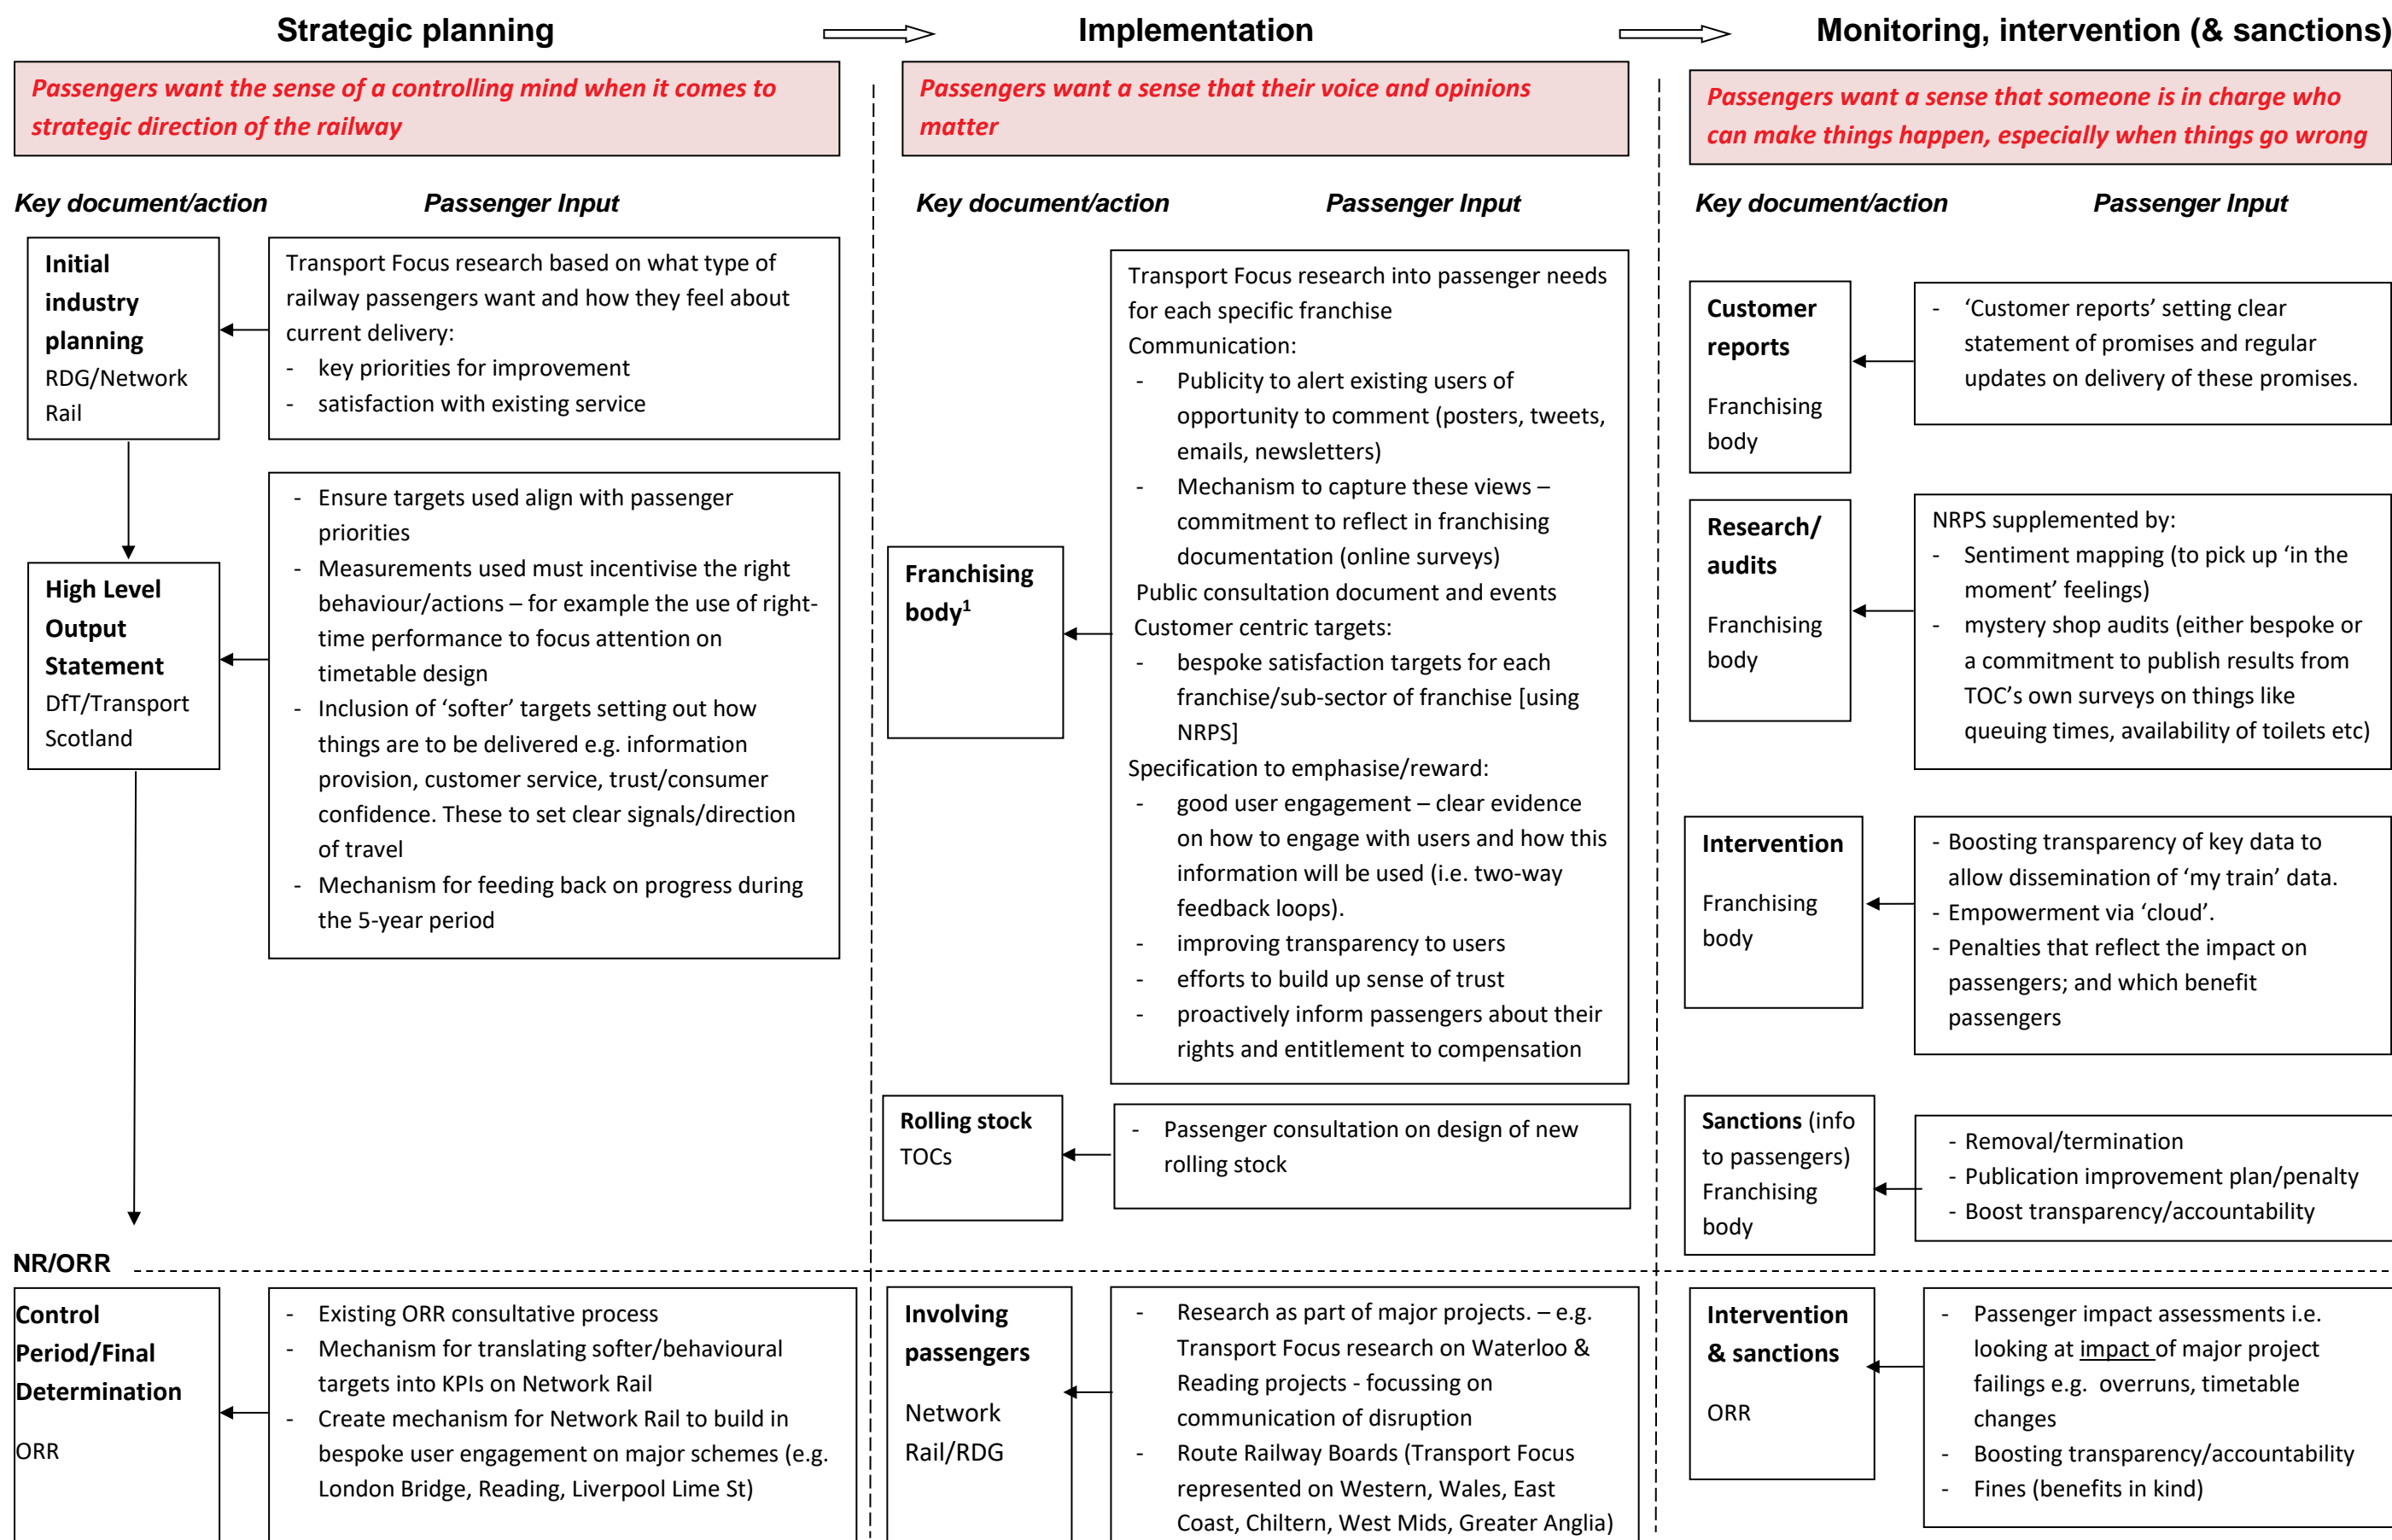 Strategic planning
Implementation
Monitoring, intervention (& sanctions)
Passengers want the sense of a controlling mind when it comes to
strategic direction of the railway
Passengers want a sense that their voice and opinions
matter
Passengers want a sense that someone is in charge who
can make things happen, especially when things go wrong
Key document/action
Passenger Input
Key document/action
Passenger Input
Key document/action
Passenger Input
Initial
industry
planning
RDG/Network
Rail
Transport Focus research based on what type of
railway passengers want and how they feel about
current delivery:
- key priorities for improvement
- satisfaction with existing service
High Level
Output
Statement
DfT/Transport
Scotland
- Ensure targets used align with passenger
priorities
- Measurements used must incentivise the right
behaviour/actions – for example the use of right-
time performance to focus attention on
timetable design
- Inclusion of ‘softer’ targets setting out how
things are to be delivered e.g. information
provision, customer service, trust/consumer
confidence. These to set clear signals/direction
of travel
- Mechanism for feeding back on progress during
the 5-year period
Franchising
body1
Transport Focus research into passenger needs
for each specific franchise
Communication:
- Publicity to alert existing users of
opportunity to comment (posters, tweets,
emails, newsletters)
- Mechanism to capture these views –
commitment to reflect in franchising
documentation (online surveys)
Public consultation document and events
Customer centric targets:
- bespoke satisfaction targets for each
franchise/sub-sector of franchise [using
NRPS]
Specification to emphasise/reward:
- good user engagement – clear evidence
on how to engage with users and how this
information will be used (i.e. two-way
feedback loops).
- improving transparency to users
- efforts to build up sense of trust
- proactively inform passengers about their
rights and entitlement to compensation
Rolling stock
TOCs
- Passenger consultation on design of new
rolling stock
Customer
reports
Franchising
body
- ‘Customer reports’ setting clear
statement of promises and regular
updates on delivery of these promises.
Research/
audits
Franchising
body
NRPS supplemented by:
- Sentiment mapping (to pick up ‘in the
moment’ feelings)
- mystery shop audits (either bespoke or
a commitment to publish results from
TOC’s own surveys on things like
queuing times, availability of toilets etc)
Intervention
Franchising
body
- Boosting transparency of key data to
allow dissemination of ‘my train’ data.
- Empowerment via ‘cloud’.
- Penalties that reflect the impact on
passengers; and which benefit
passengers
Sanctions (info
to passengers)
Franchising
body
- Removal/termination
- Publication improvement plan/penalty
- Boost transparency/accountability
NR/ORR
Control
Period/Final
Determination
ORR
- Existing ORR consultative process
- Mechanism for translating softer/behavioural
targets into KPIs on Network Rail
- Create mechanism for Network Rail to build in
bespoke user engagement on major schemes (e.g.
London Bridge, Reading, Liverpool Lime St)
Involving
passengers
Network
Rail/RDG
- Research as part of major projects. – e.g.
Transport Focus research on Waterloo &
Reading projects - focussing on
communication of disruption
- Route Railway Boards (Transport Focus
represented on Western, Wales, East
Coast, Chiltern, West Mids, Greater Anglia)
Intervention
& sanctions
ORR
- Passenger impact assessments i.e.
looking at impact of major project
failings e.g. overruns, timetable
changes
- Boosting transparency/accountability
- Fines (benefits in kind)